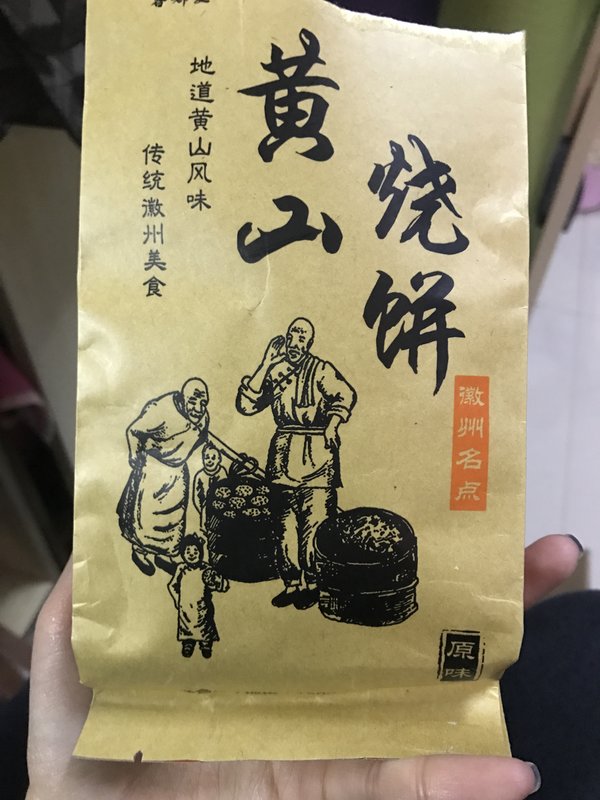 黄山
烧饼
地道黄山风味
传统徽州美食
徽州名点
原味